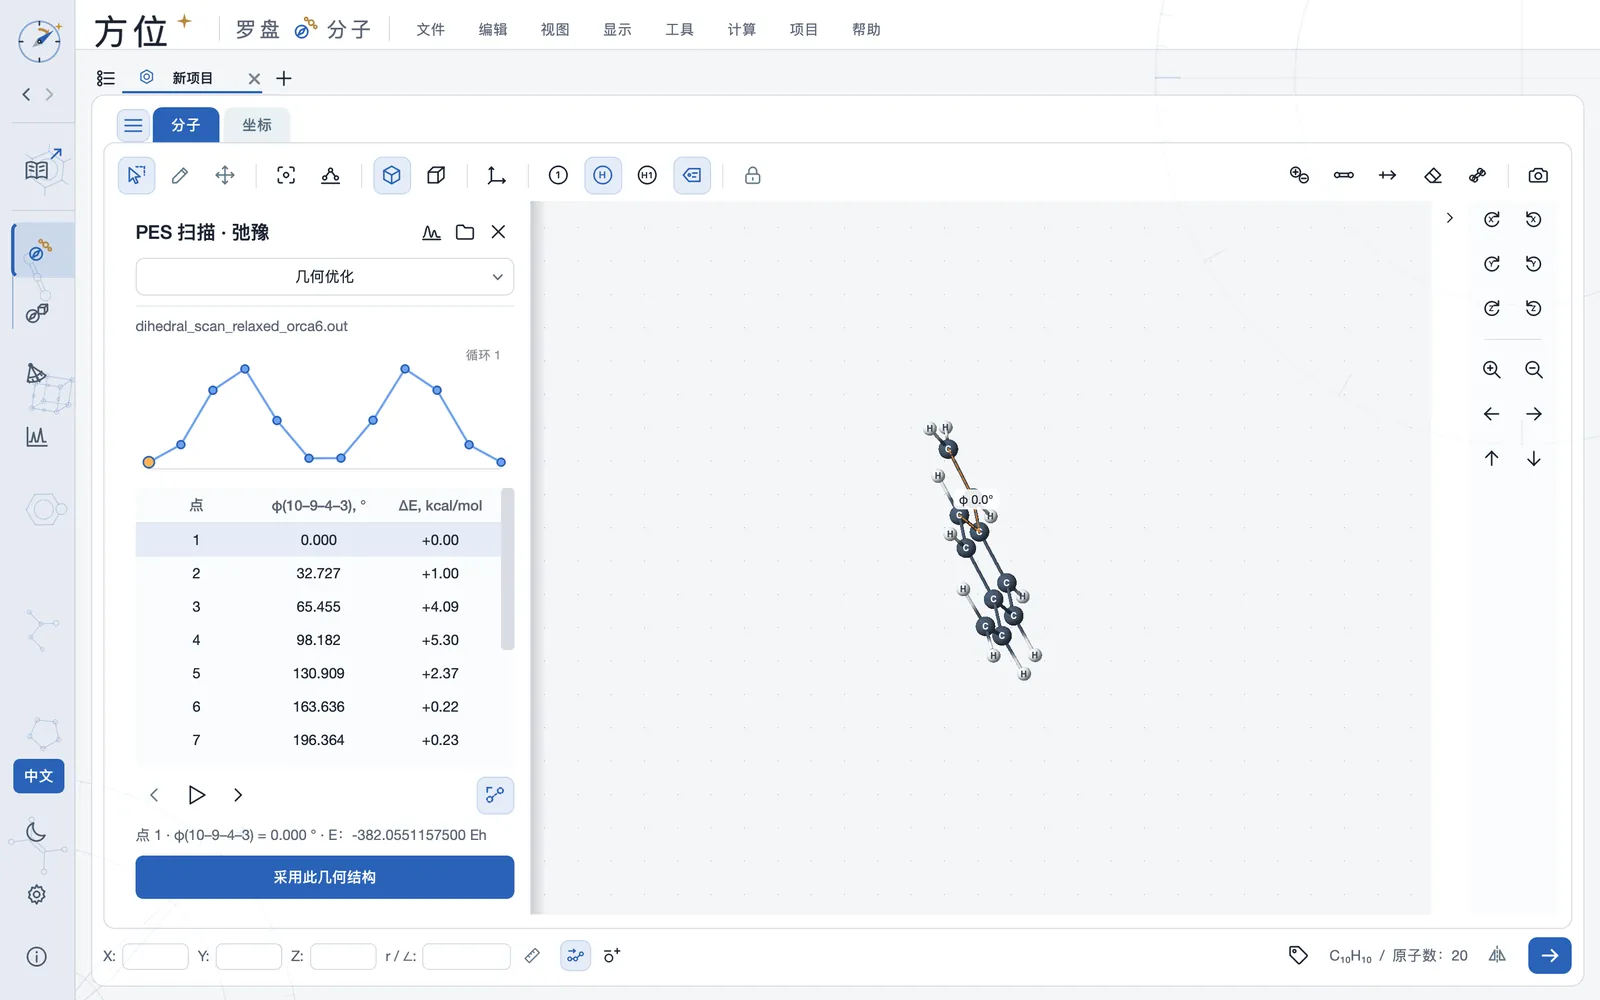 方位
罗盘 分子
文件 编辑 视图 显示 工具 计算 项目 帮助
新项目
分子 坐标
1 H H1
PES 扫描 · 弛豫
几何优化
dihedral_scan_relaxed_orca6.out
循环 1
点 ϕ(10–9–4–3), ° ΔE, kcal/mol
1 0.000 +0.00
2 32.727 +1.00
3 65.455 +4.09
4 98.182 +5.30
5 130.909 +2.37
6 163.636 +0.22
7 196.364 +0.23
点 1 · ϕ(10–9–4–3) = 0.000 ° · E: -382.0551157500 Eh
采用此几何结构
H H
C
H
ϕ 0.0°
C H
H C
C
C
H C H
C
C C
H H
H
X X
Y Y
Z Z
中文
X: Y: Z: r / ∠:
C₁₀H₁₀ / 原子数: 20